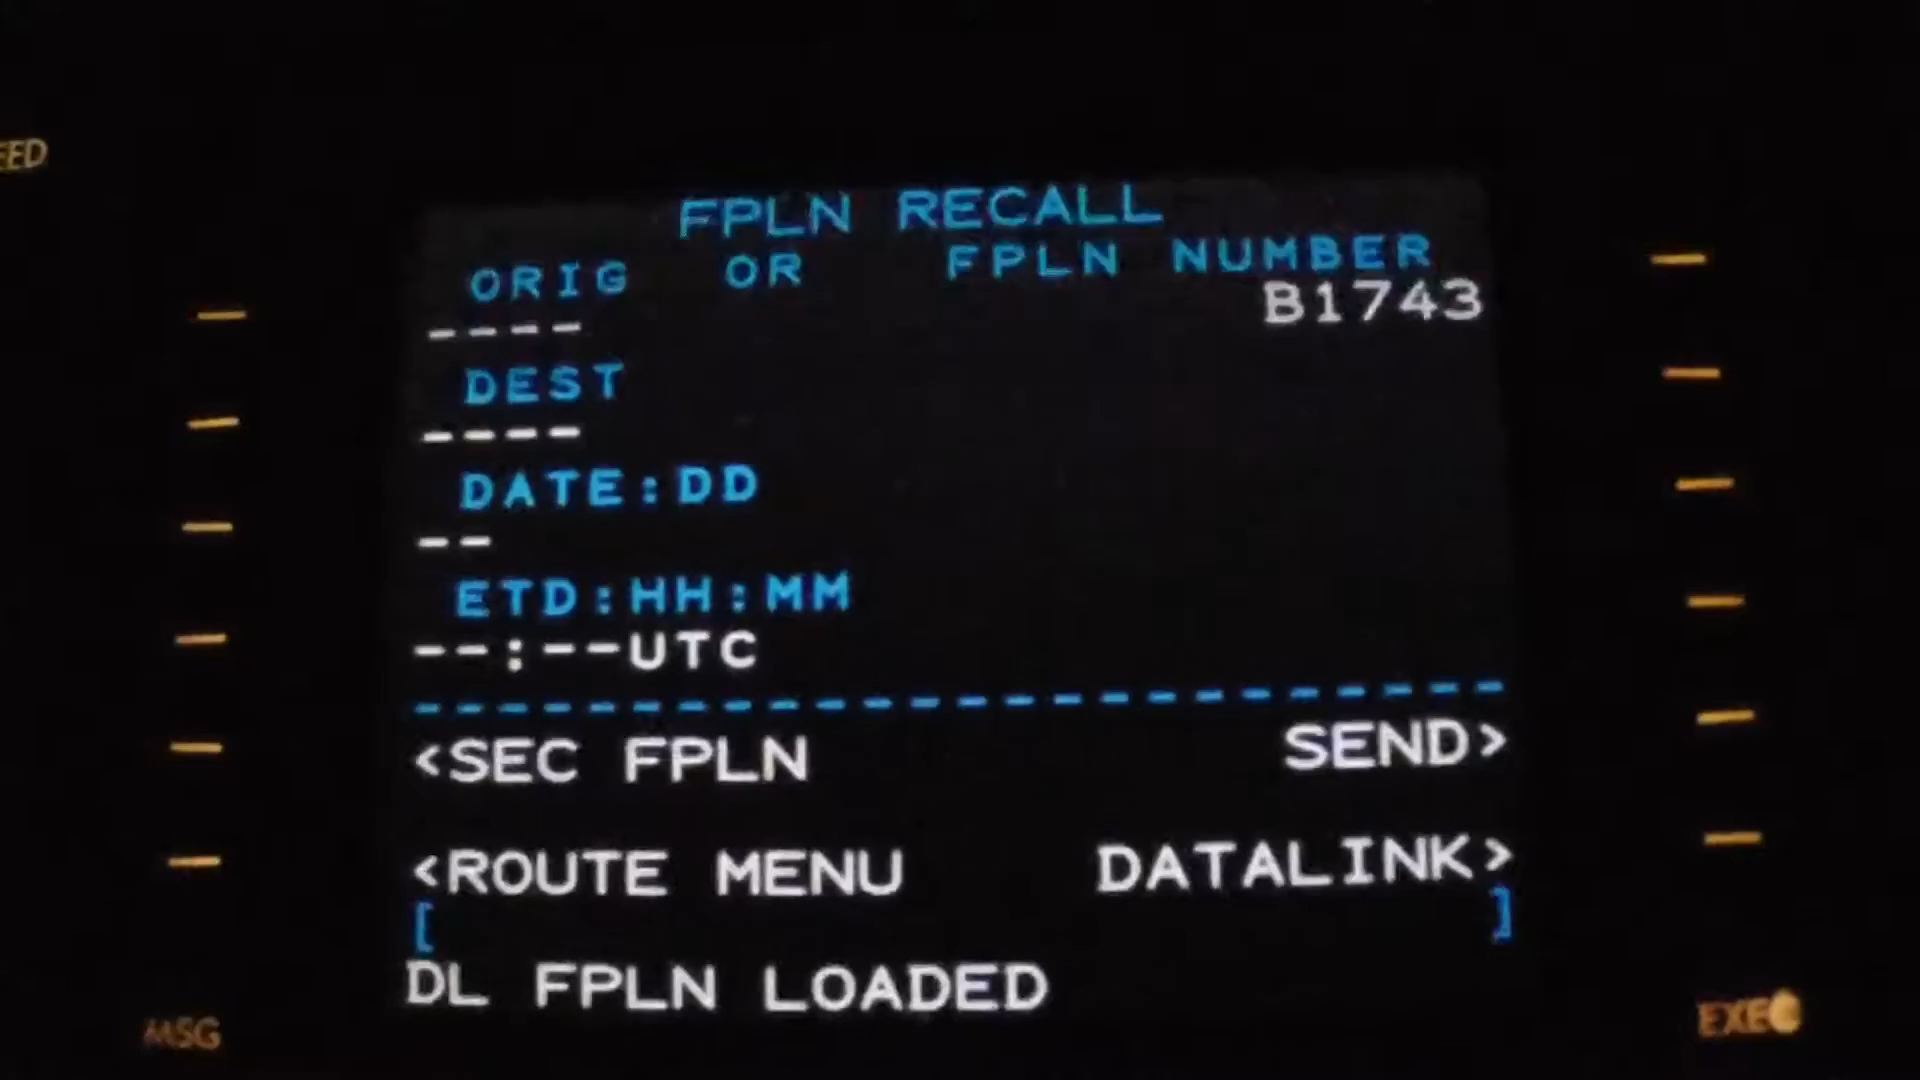 EED
FPLN RECALL
ORIG OR FPLN NUMBER
---- B1743
DEST
----
DATE:DD
--
ETD:HH:MM
--:--UTC
------------------------
<SEC FPLN SEND>
<ROUTE MENU DATALINK>
[ ]
DL FPLN LOADED
MSG EXEC